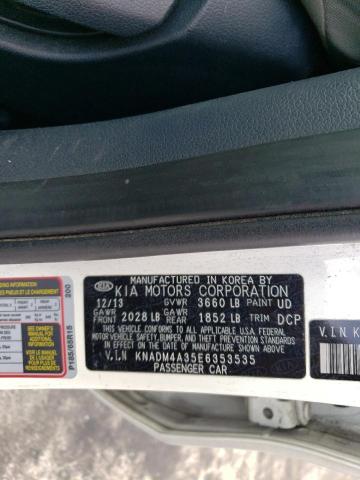 MANUFACTURED IN KOREA BY
KIA MOTORS CORPORATION
12/13 GVWR 3660 LB PAINT UD
GAWR FRONT 2028 LB GAWR REAR 1852 LB TRIM DCP
THIS VEHICLE CONFORMS TO ALL APPLICABLE U.S.
FEDERAL MOTOR VEHICLE SAFETY, BUMPER, AND THEFT
PREVENTION STANDARDS IN EFFECT ON THE DATE OF
MANUFACTURE SHOWN ABOVE.
V.I.N KNADM4A35E6353535
PASSENGER CAR
V.I.N K
P185/65R15
200